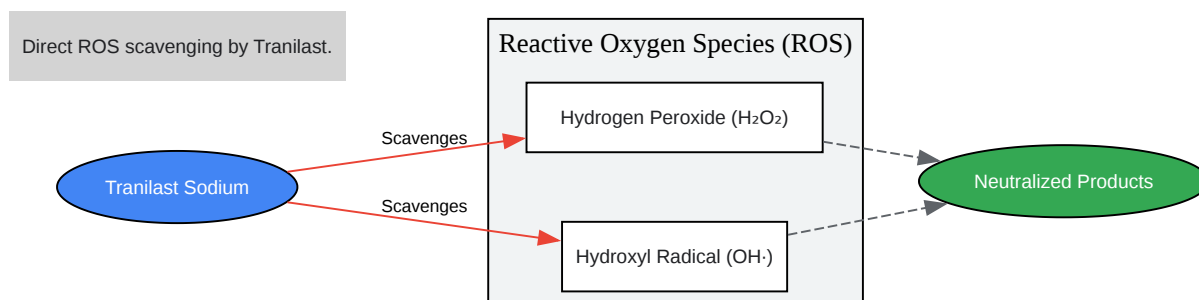 Direct ROS scavenging by Tranilast.
Reactive Oxygen Species (ROS)
Hydrogen Peroxide (H₂O₂)
Scavenges
Tranilast Sodium
Neutralized Products
Scavenges
Hydroxyl Radical (OH·)